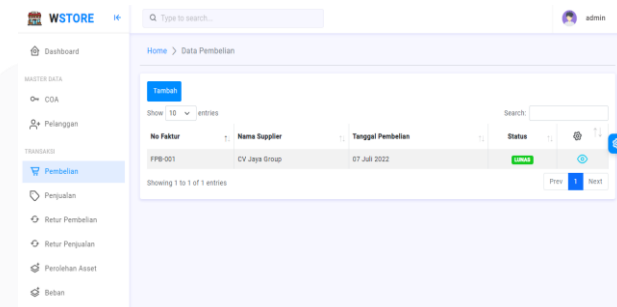 WSTORE
Type to search...
admin
Dashboard
MASTER DATA
COA
Pelanggan
TRANSAKSI
Pembelian
Penjualan
Retur Pembelian
Retur Penjualan
Perolehan Asset
Beban
Home > Data Pembelian
Tambah
Show 10 entries
Search:
No Faktur Nama Supplier Tanggal Pembelian Status
FPB-001 CV Jaya Group 07 Juli 2022 LUNAS
Showing 1 to 1 of 1 entries
Prev 1 Next